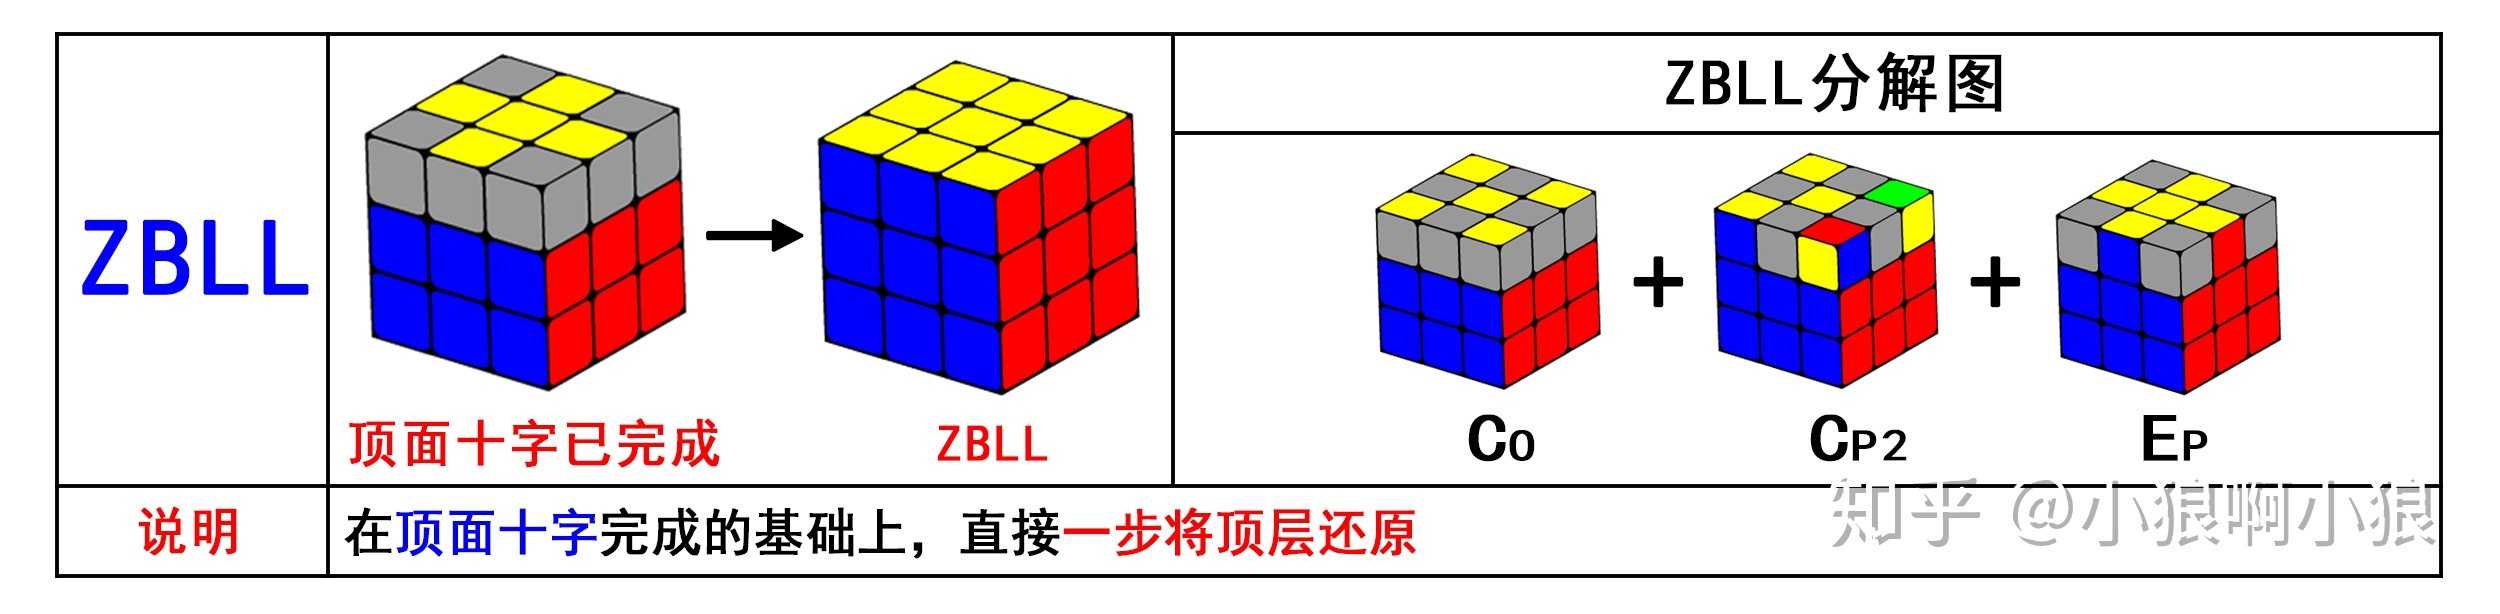 ZBLL
顶面十字已完成
ZBLL
ZBLL分解图
+
+
CO
CP2
EP
说明
在顶面十字完成的基础上，直接一步将顶层还原
知乎 @小狼啊小狼